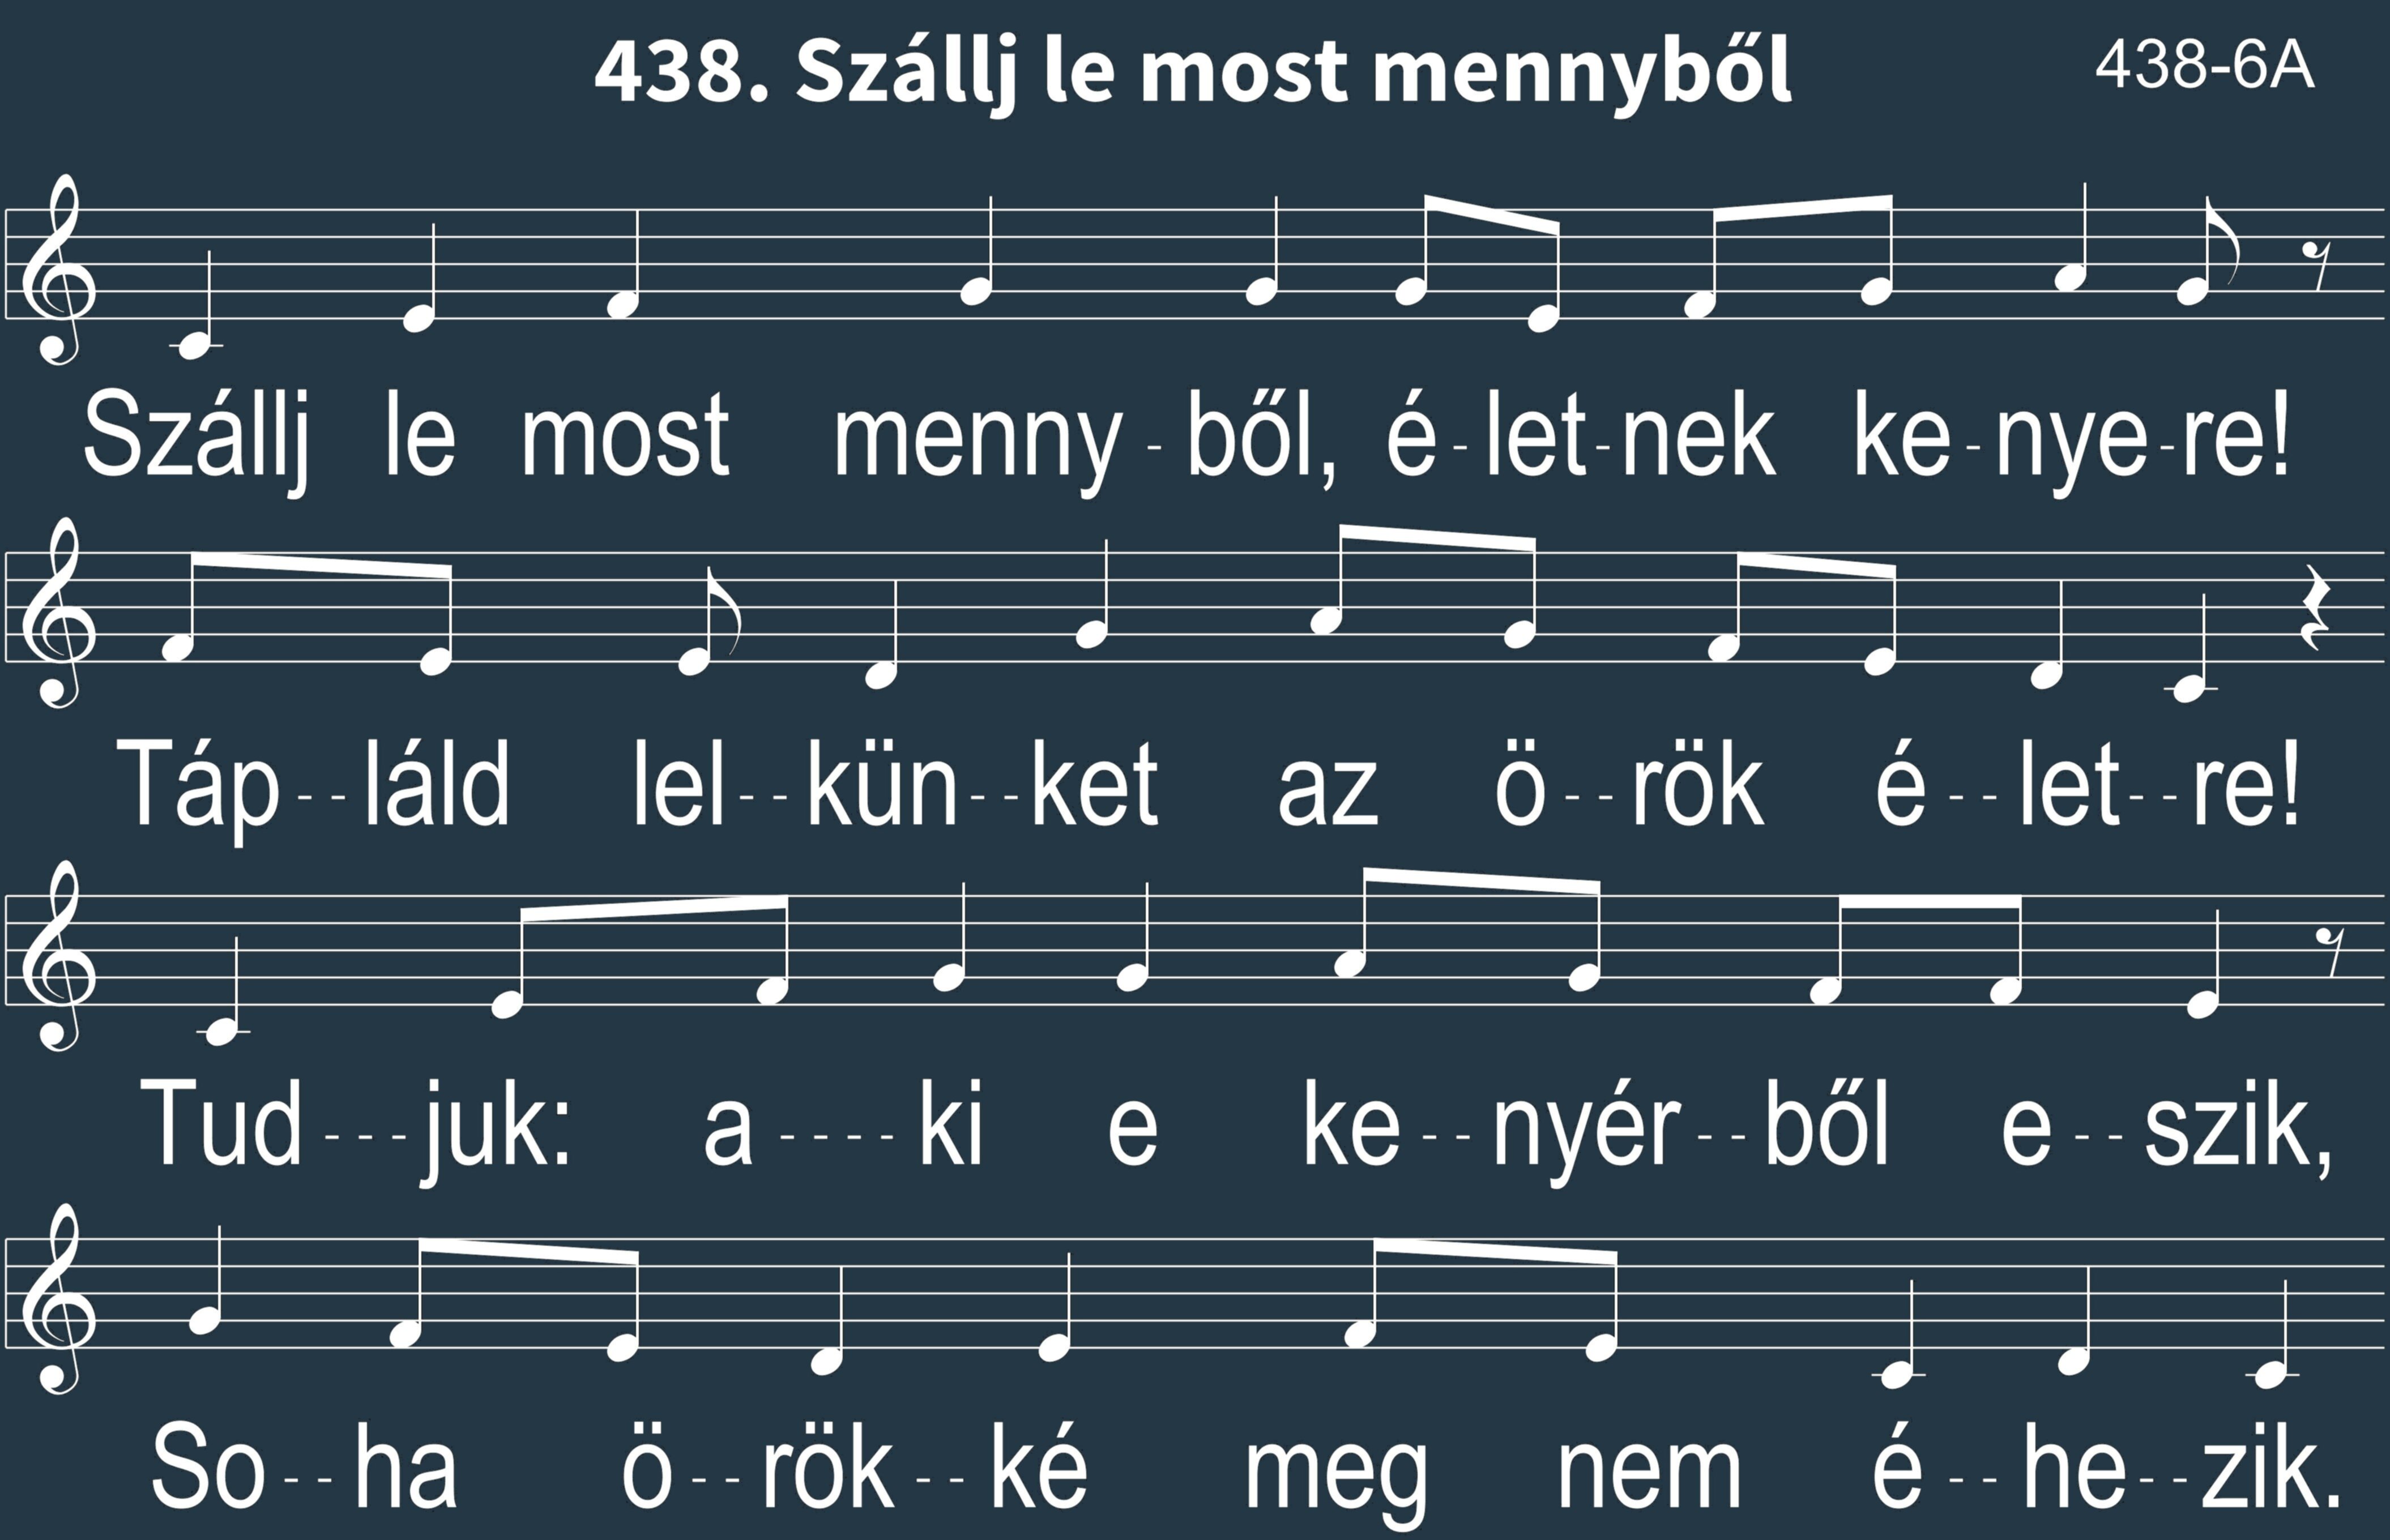 438. Szállj le most mennyből 438-6A
Szállj le most menny-ből, é-let-nek ke-nye-re!
Táp--láld lel--kün--ket az ö--rök é--let--re!
Tud---juk: a----ki e ke--nyér--ből e--szik,
So--ha ö--rök--ké meg nem é--he--zik.